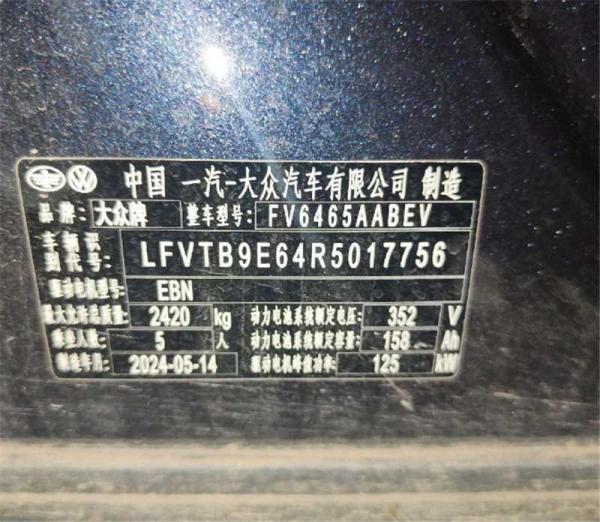 中国 一汽-大众汽车有限公司 制造
品 牌: 大众牌 整车型号: FV6465AABEV
车辆识别代号: LFVTB9E64R5017756
驱动电机型号: EBN
最大允许总质量: 2420 kg 动力电池系统额定电压: 352 V
乘坐人数: 5 人 动力电池系统额定容量: 158 Ah
制造年月: 2024-05-14 驱动电机峰值功率: 125 kW